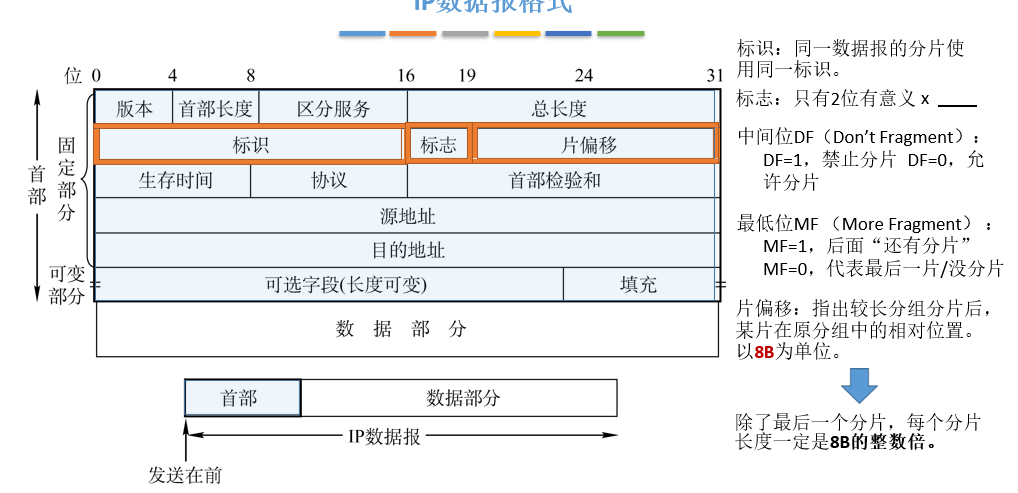 IP数据报格式
位 0 4 8 16 19 24 31
版本 首部长度 区分服务 总长度
标识 标志 片偏移
生存时间 协议 首部检验和
源地址
目的地址
可选字段(长度可变) 填充
数 据 部 分
首部
固定部分
可变部分
首部 数据部分
IP数据报
发送在前
标识：同一数据报的分片使
用同一标识。
标志：只有2位有意义 x ____
中间位DF（Don’t Fragment）：
DF=1，禁止分片 DF=0，允
许分片
最低位MF （More Fragment）：
MF=1，后面“还有分片”
MF=0，代表最后一片/没分片
片偏移：指出较长分组分片后，
某片在原分组中的相对位置。
以8B为单位。
除了最后一个分片，每个分片
长度一定是8B的整数倍。